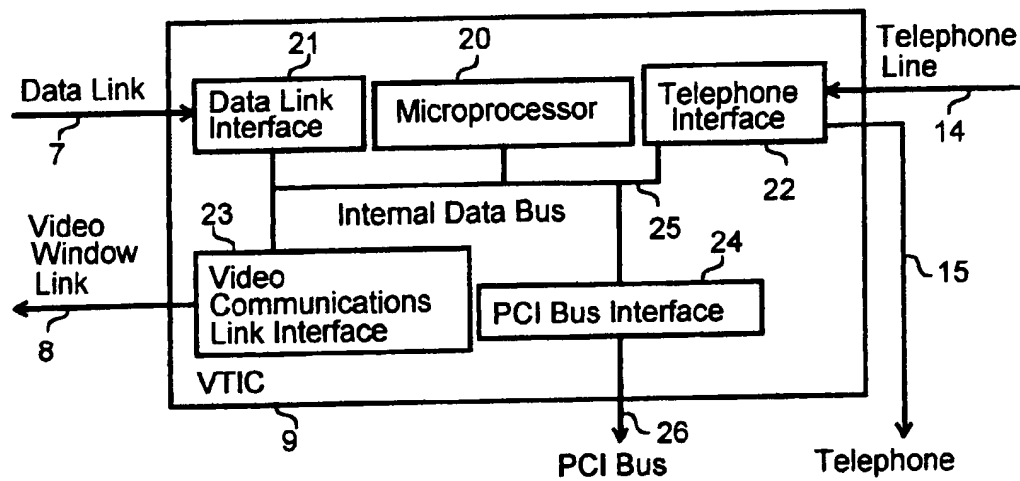 21
20
Telephone
Line
Data Link
7
Data Link
Interface
Microprocessor
Telephone
Interface
14
22
Internal Data Bus
25
23
24
Video
Window
Link
8
Video
Communications
Link Interface
PCI Bus Interface
15
VTIC
9
26
PCI Bus
Telephone